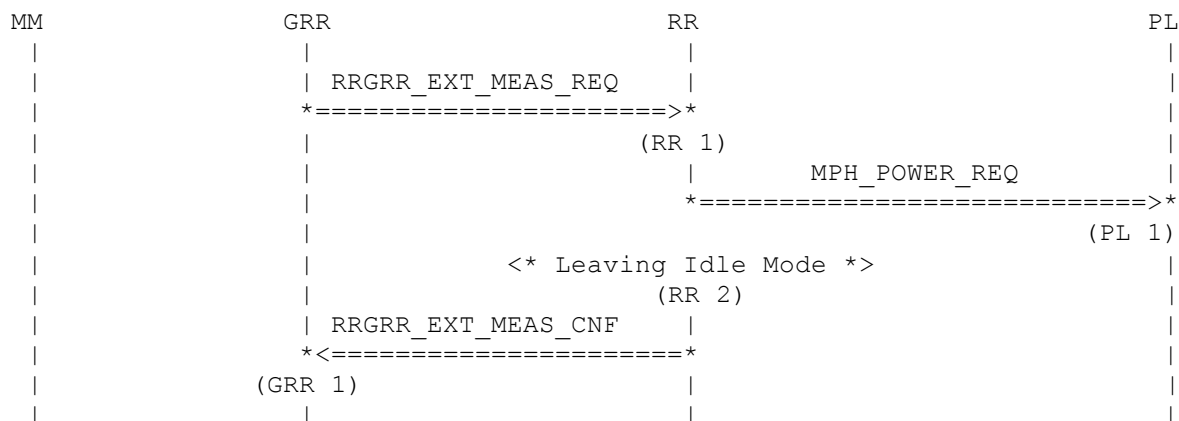 MM GRR RR PL
RRGRR_EXT_MEAS_REQ
(RR 1)
MPH_POWER_REQ
(PL 1)
<* Leaving Idle Mode *>
(RR 2)
RRGRR_EXT_MEAS_CNF
(GRR 1)